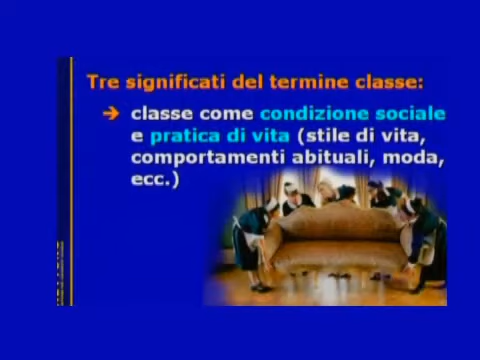 Tre significati del termine classe:
➔ classe come condizione sociale
e pratica di vita (stile di vita,
comportamenti abituali, moda,
ecc.)